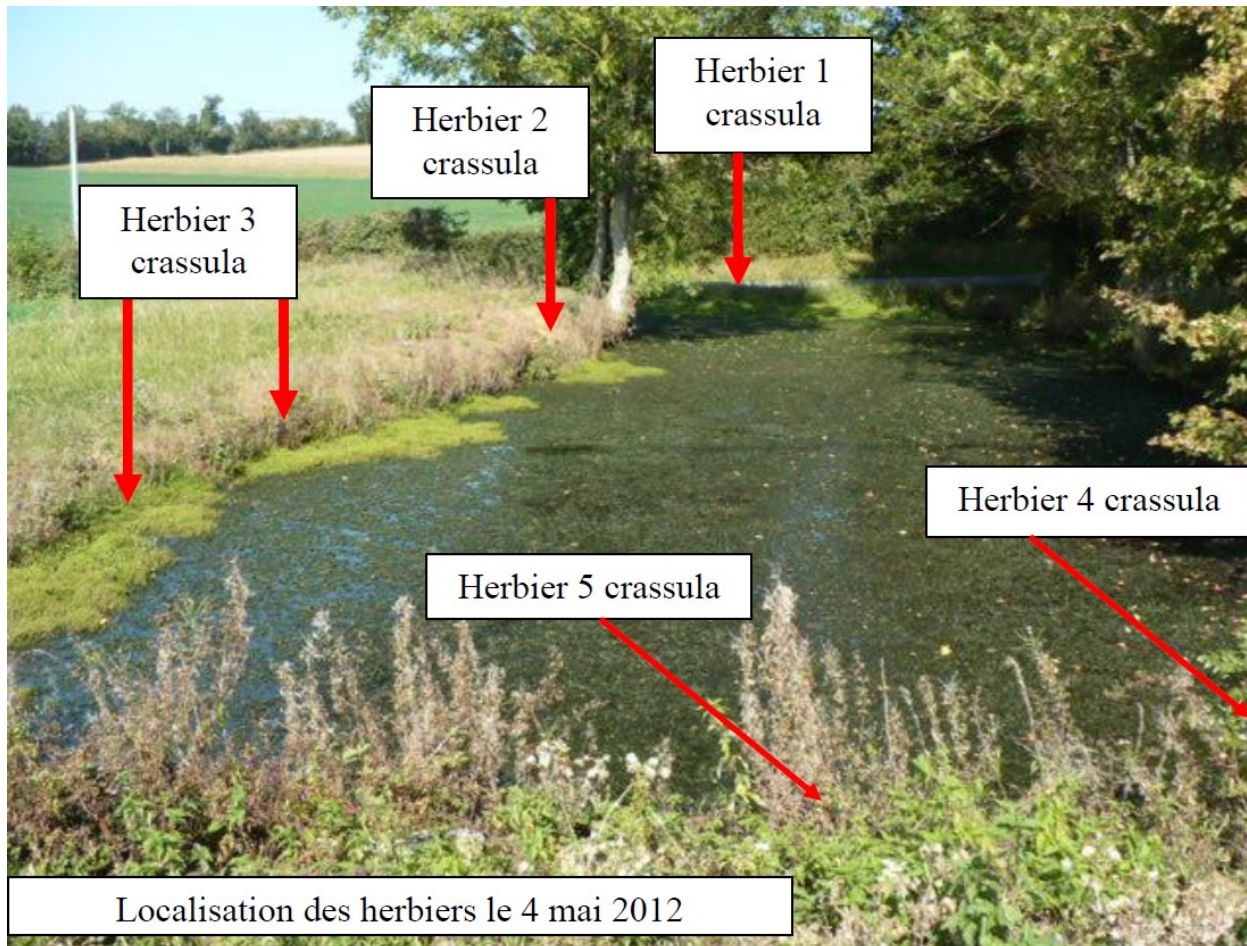 Herbier 1
crassula
Herbier 2
crassula
Herbier 3
crassula
Herbier 4 crassula
Herbier 5 crassula
Localisation des herbiers le 4 mai 2012